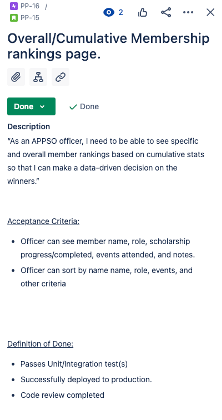 PP-16 /
PP-15
2
Overall/Cumulative Membership
rankings page.
Done
Done
Description
"As an APPSO officer, I need to be able to see specific
and overall member rankings based on cumulative stats
so that I can make a data-driven decision on the
winners."
Acceptance Criteria:
• Officer can see member name, role, scholarship
progress/completed, events attended, and notes.
• Officer can sort by name name, role, events, and
other criteria
Definition of Done:
• Passes Unit/Integration test(s)
• Successfully deployed to production.
• Code review completed